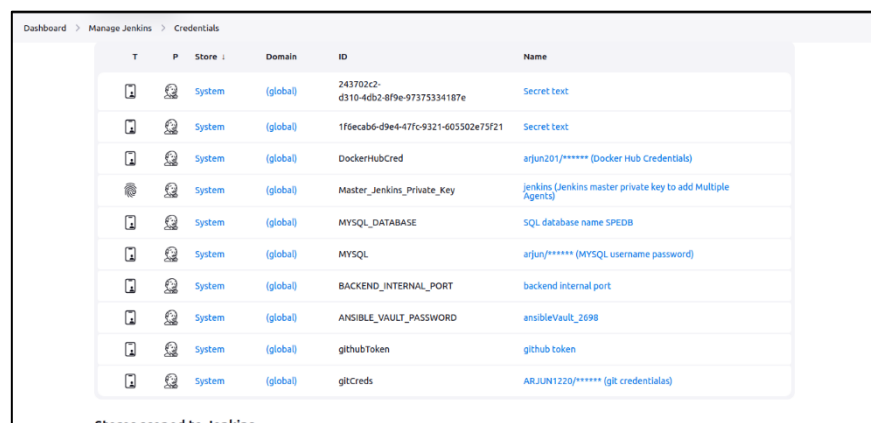 Dashboard > Manage Jenkins > Credentials
T P Store ↓ Domain ID Name
System (global) 243702c2-
d310-4db2-8f9e-97375334187e Secret text
System (global) 1f6ecab6-d9e4-47fc-9321-605502e75f21 Secret text
System (global) DockerHubCred arjun201/****** (Docker Hub Credentials)
System (global) Master_Jenkins_Private_Key jenkins (Jenkins master private key to add Multiple
Agents)
System (global) MYSQL_DATABASE SQL database name SPEDB
System (global) MYSQL arjun/****** (MYSQL username password)
System (global) BACKEND_INTERNAL_PORT backend internal port
System (global) ANSIBLE_VAULT_PASSWORD ansibleVault_2698
System (global) githubToken github token
System (global) gitCreds ARJUN1220/****** (git credentialas)